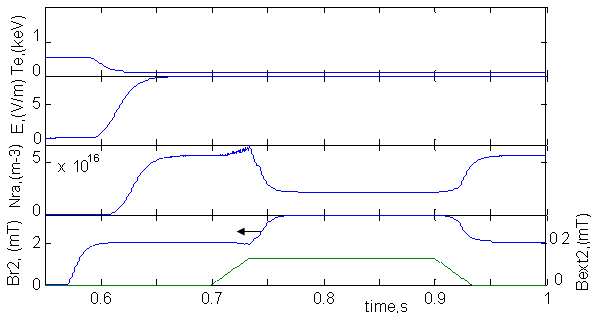 1
0
Te,(keV)
5
0
E,(V/m)
x 10^16
5
0
Nra,(m-3)
2
0
Br2, (mT)
0 2
0
Bext2,(mT)
0.6 0.7 0.8 0.9 1
time,s